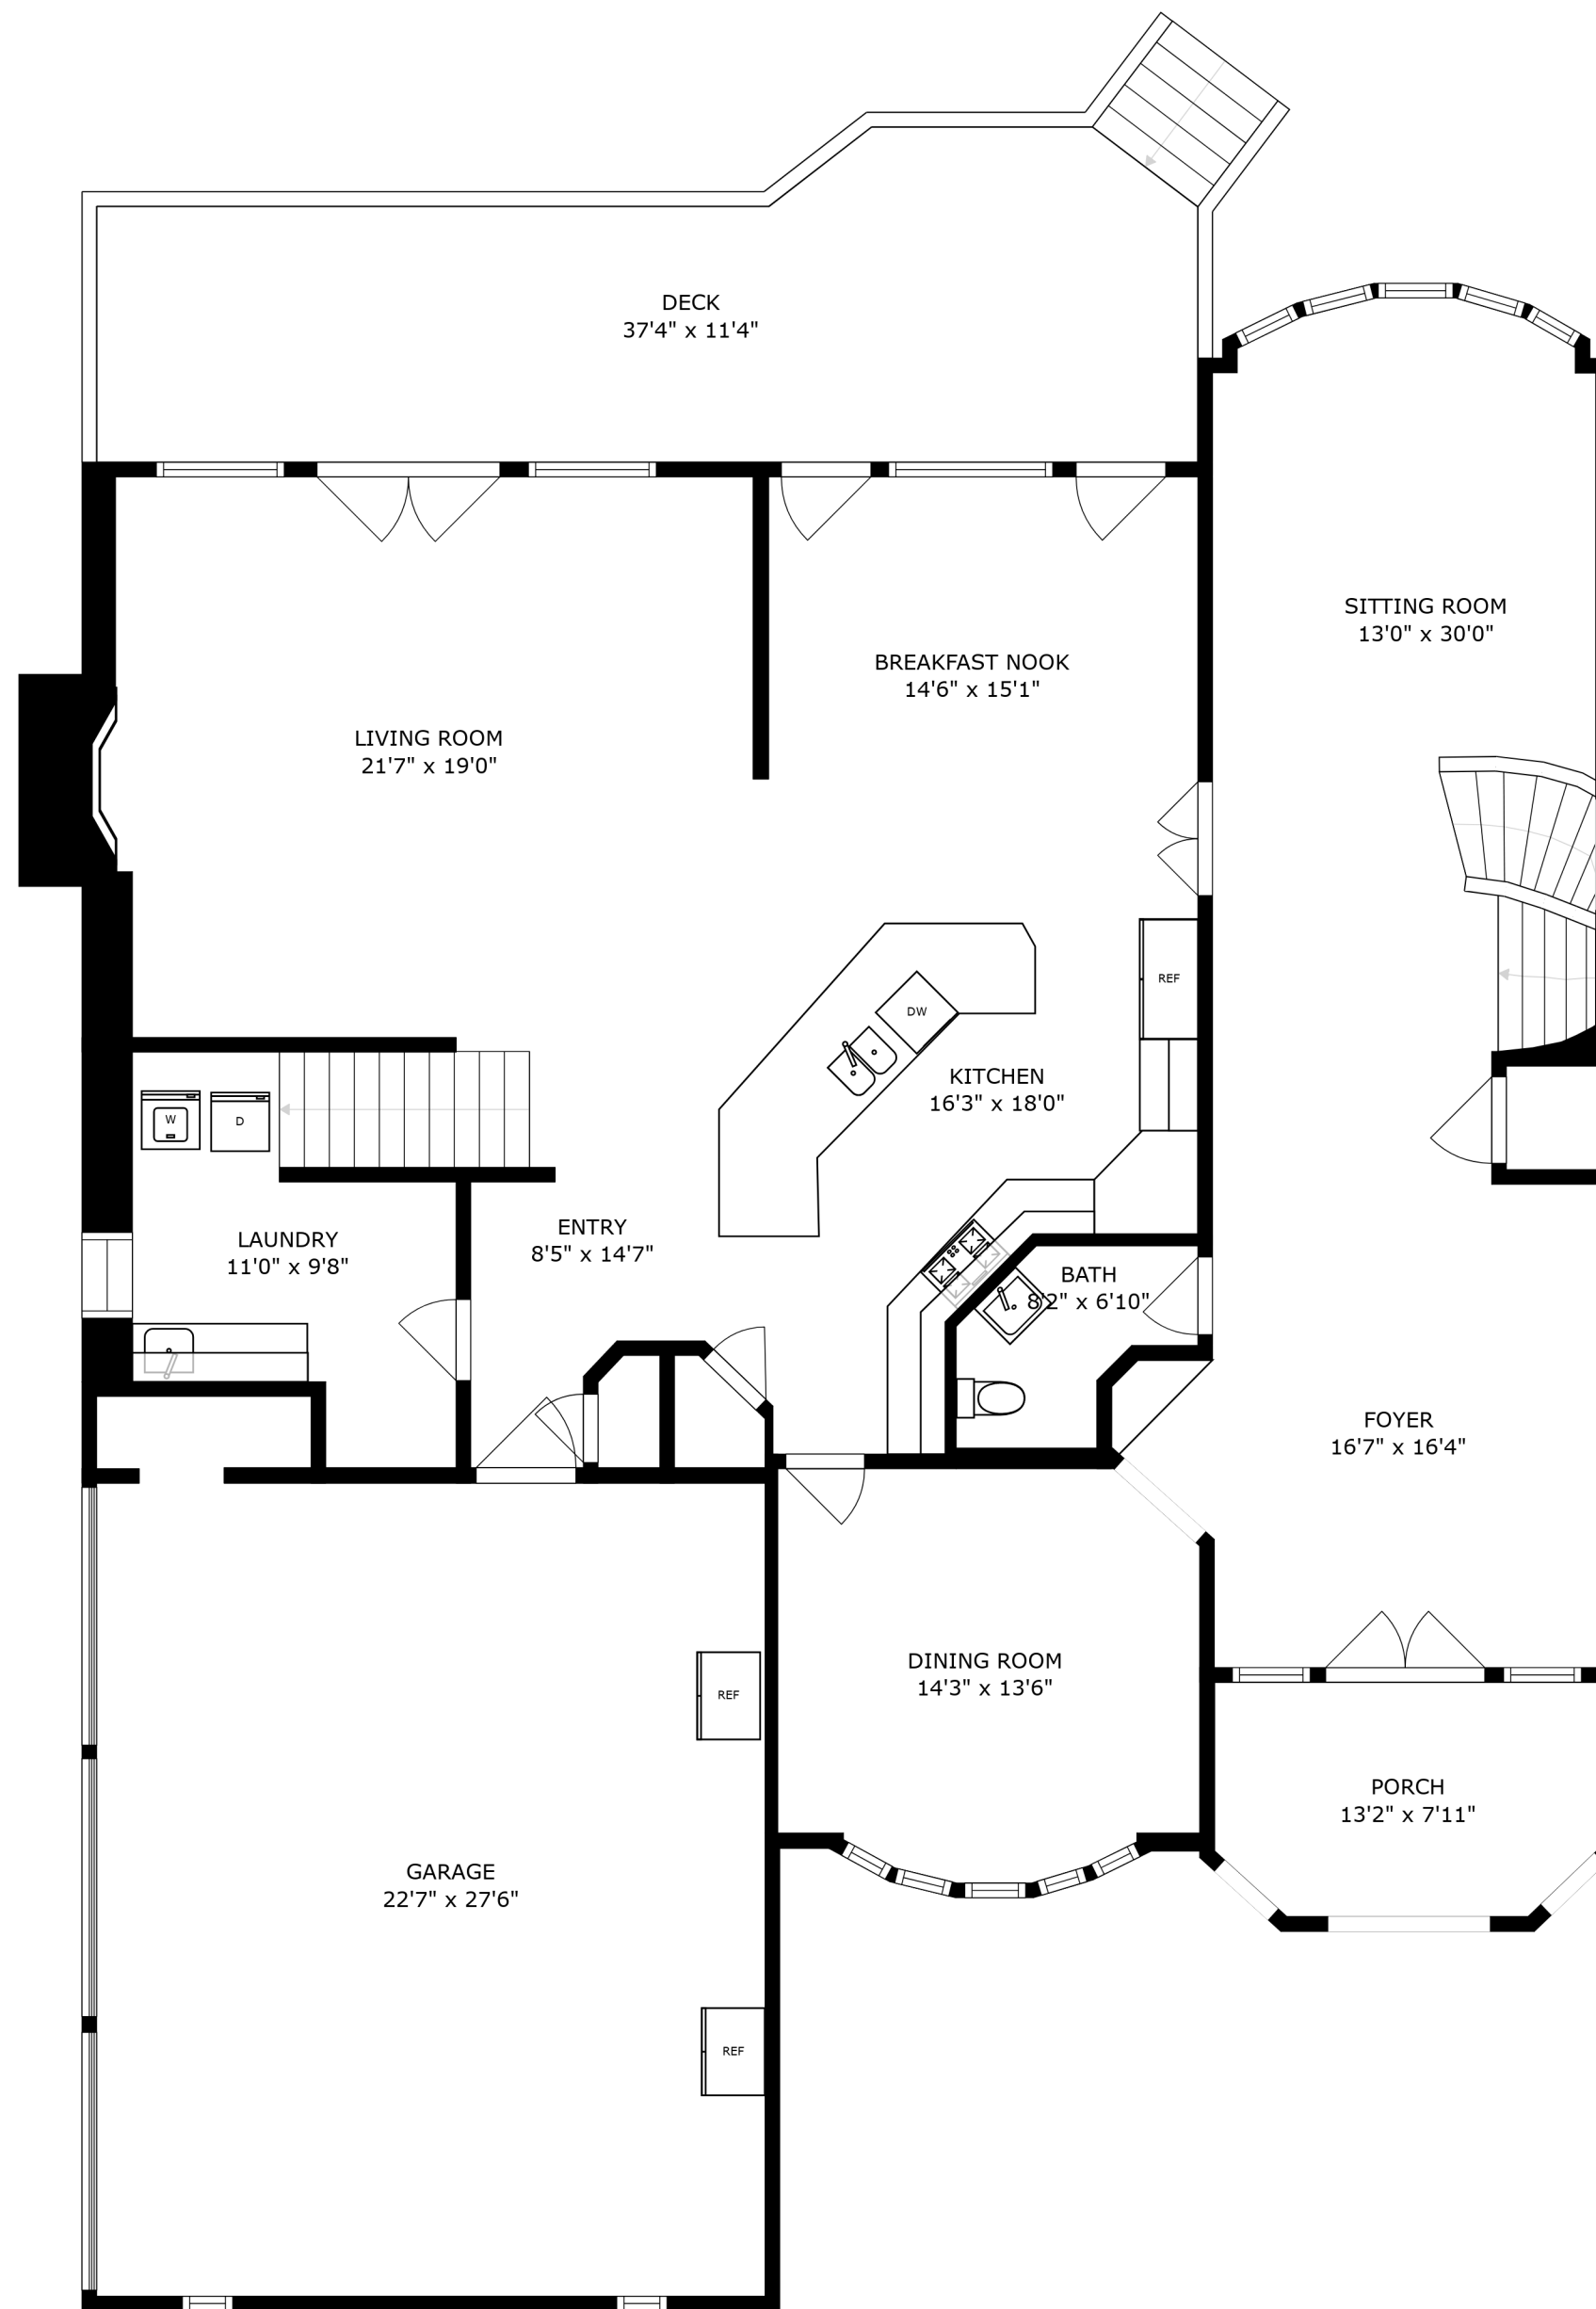 DECK
37'4" x 11'4"
SITTING ROOM
13'0" x 30'0"
BREAKFAST NOOK
14'6" x 15'1"
LIVING ROOM
21'7" x 19'0"
REF
DW
KITCHEN
16'3" x 18'0"
W
D
ENTRY
8'5" x 14'7"
LAUNDRY
11'0" x 9'8"
BATH
8'2" x 6'10"
FOYER
16'7" x 16'4"
DINING ROOM
14'3" x 13'6"
REF
PORCH
13'2" x 7'11"
GARAGE
22'7" x 27'6"
REF